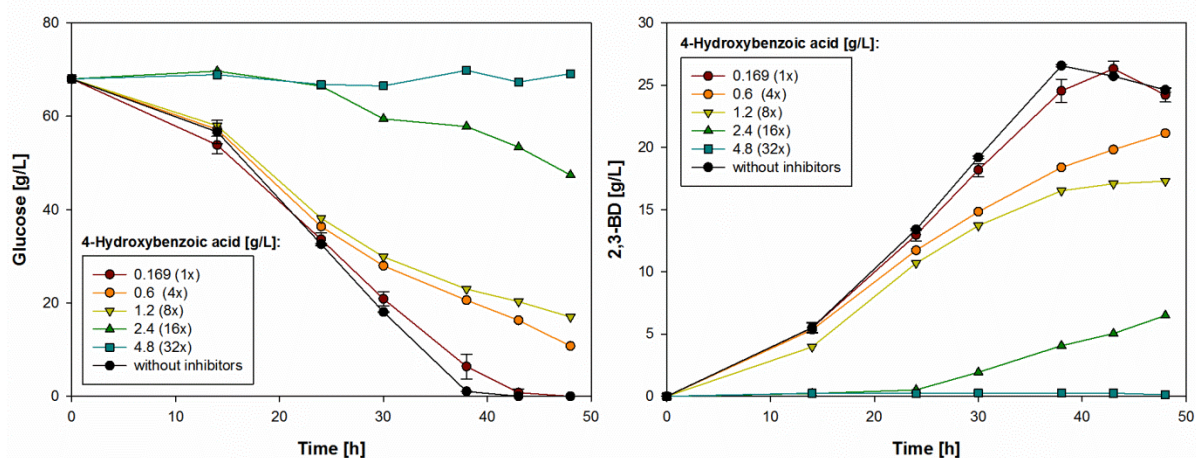 80
60
40
20
0
Glucose [g/L]
4-Hydroxybenzoic acid [g/L]:
0.169 (1x)
0.6 (4x)
1.2 (8x)
2.4 (16x)
4.8 (32x)
without inhibitors
0
10
20
30
40
50
Time [h]
30
25
20
15
10
5
0
2,3-BD [g/L]
4-Hydroxybenzoic acid [g/L]:
0.169 (1x)
0.6 (4x)
1.2 (8x)
2.4 (16x)
4.8 (32x)
without inhibitors
0
10
20
30
40
50
Time [h]